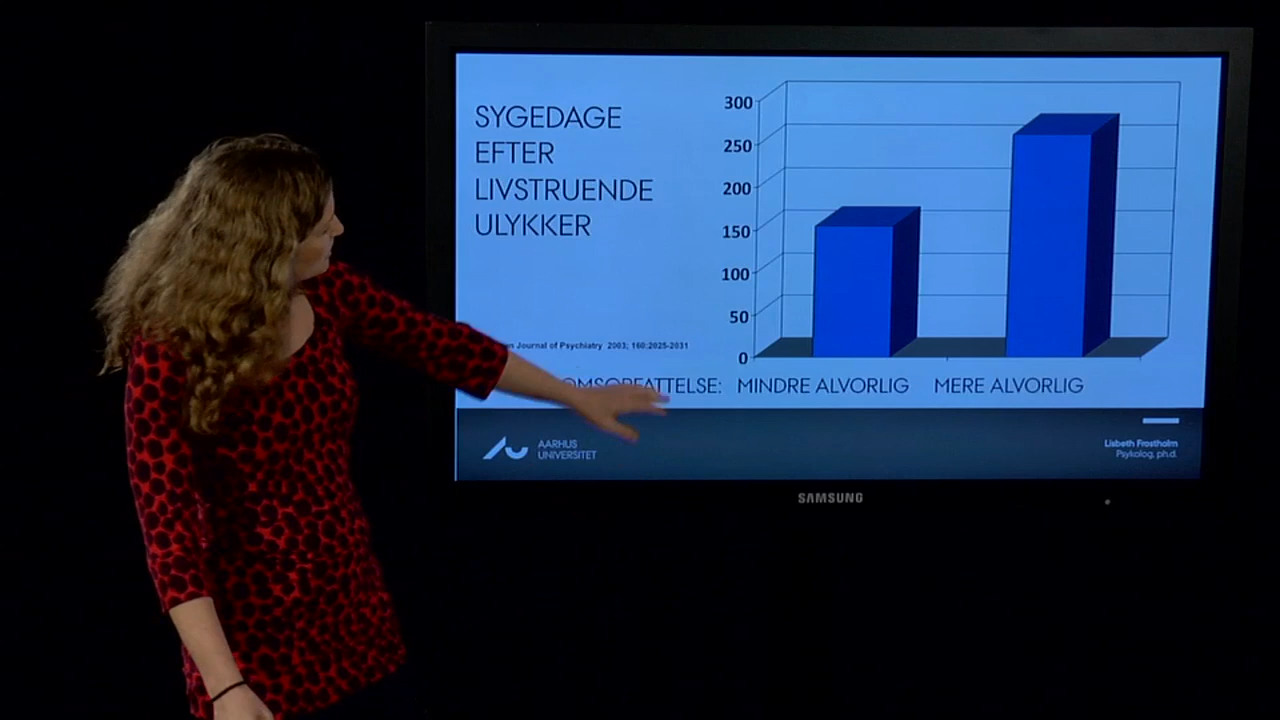 SYGEDAGE
EFTER
LIVSTRUENDE
ULYKKER
300
250
200
150
100
50
0
Journal of Psychiatry 2003; 160:2025-2031
MINDRE ALVORLIG MERE ALVORLIG
AARHUS
UNIVERSITET
Lisbeth Frostholm
Psykolog, ph.d.
SAMSUNG